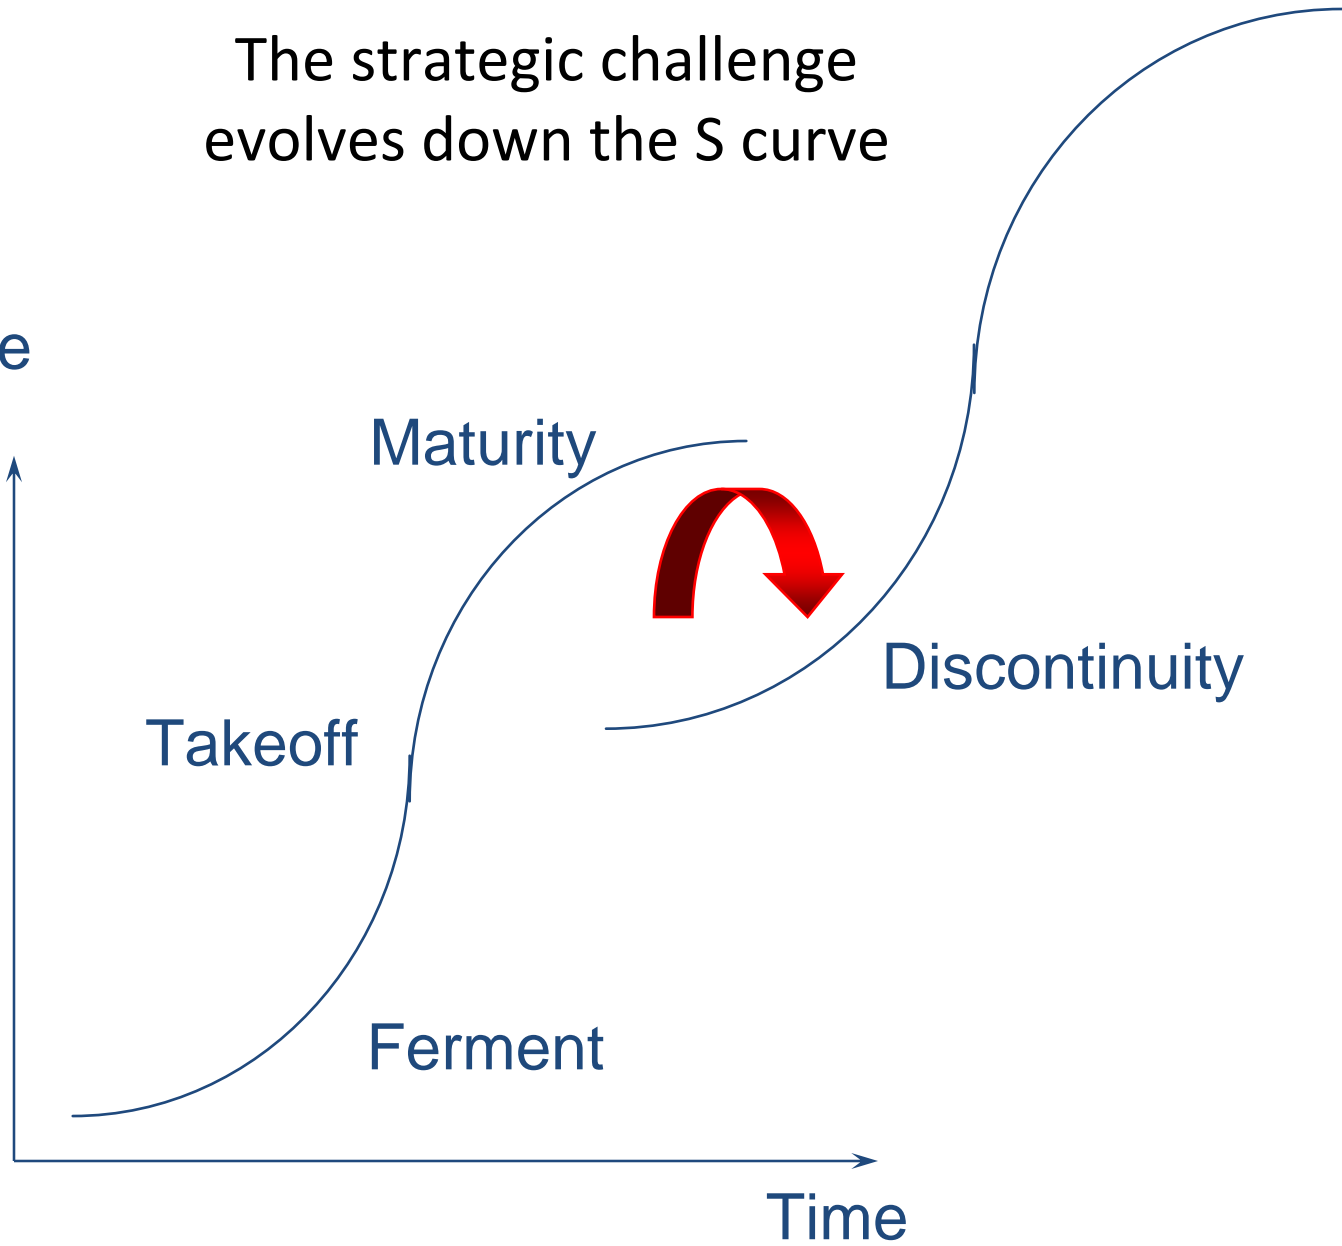 The strategic challenge
evolves down the S curve
e
Maturity
Discontinuity
Takeoff
Ferment
Time